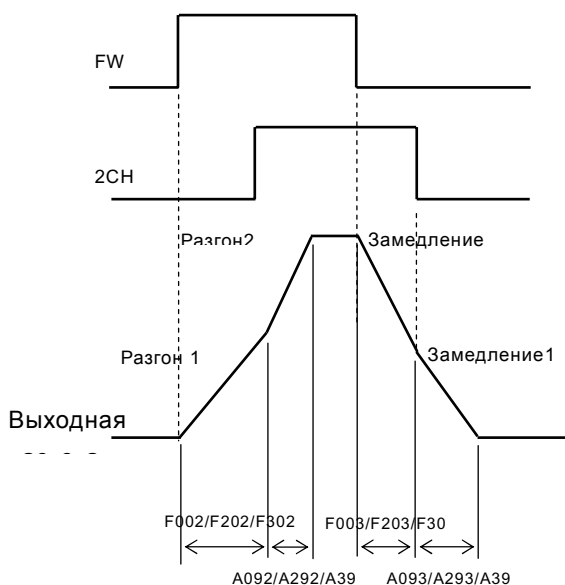 FW
2CH
Разгон2
Замедление
Разгон 1
Замедление1
Выходная
F002/F202/F302
F003/F203/F30
A092/A292/A39
A093/A293/A39